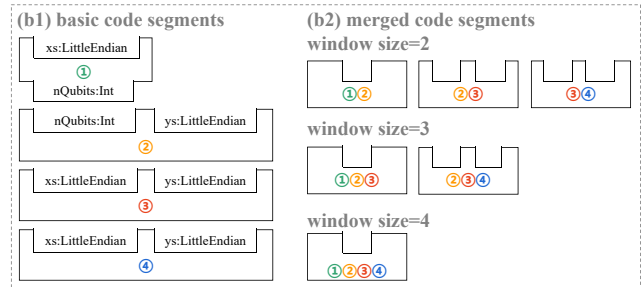 (b1) basic code segments
xs:LittleEndian
①
nQubits:Int
nQubits:Int ys:LittleEndian
②
xs:LittleEndian ys:LittleEndian
③
xs:LittleEndian ys:LittleEndian
④
(b2) merged code segments
window size=2
①② ②③ ③④
window size=3
①②③ ②③④
window size=4
①②③④